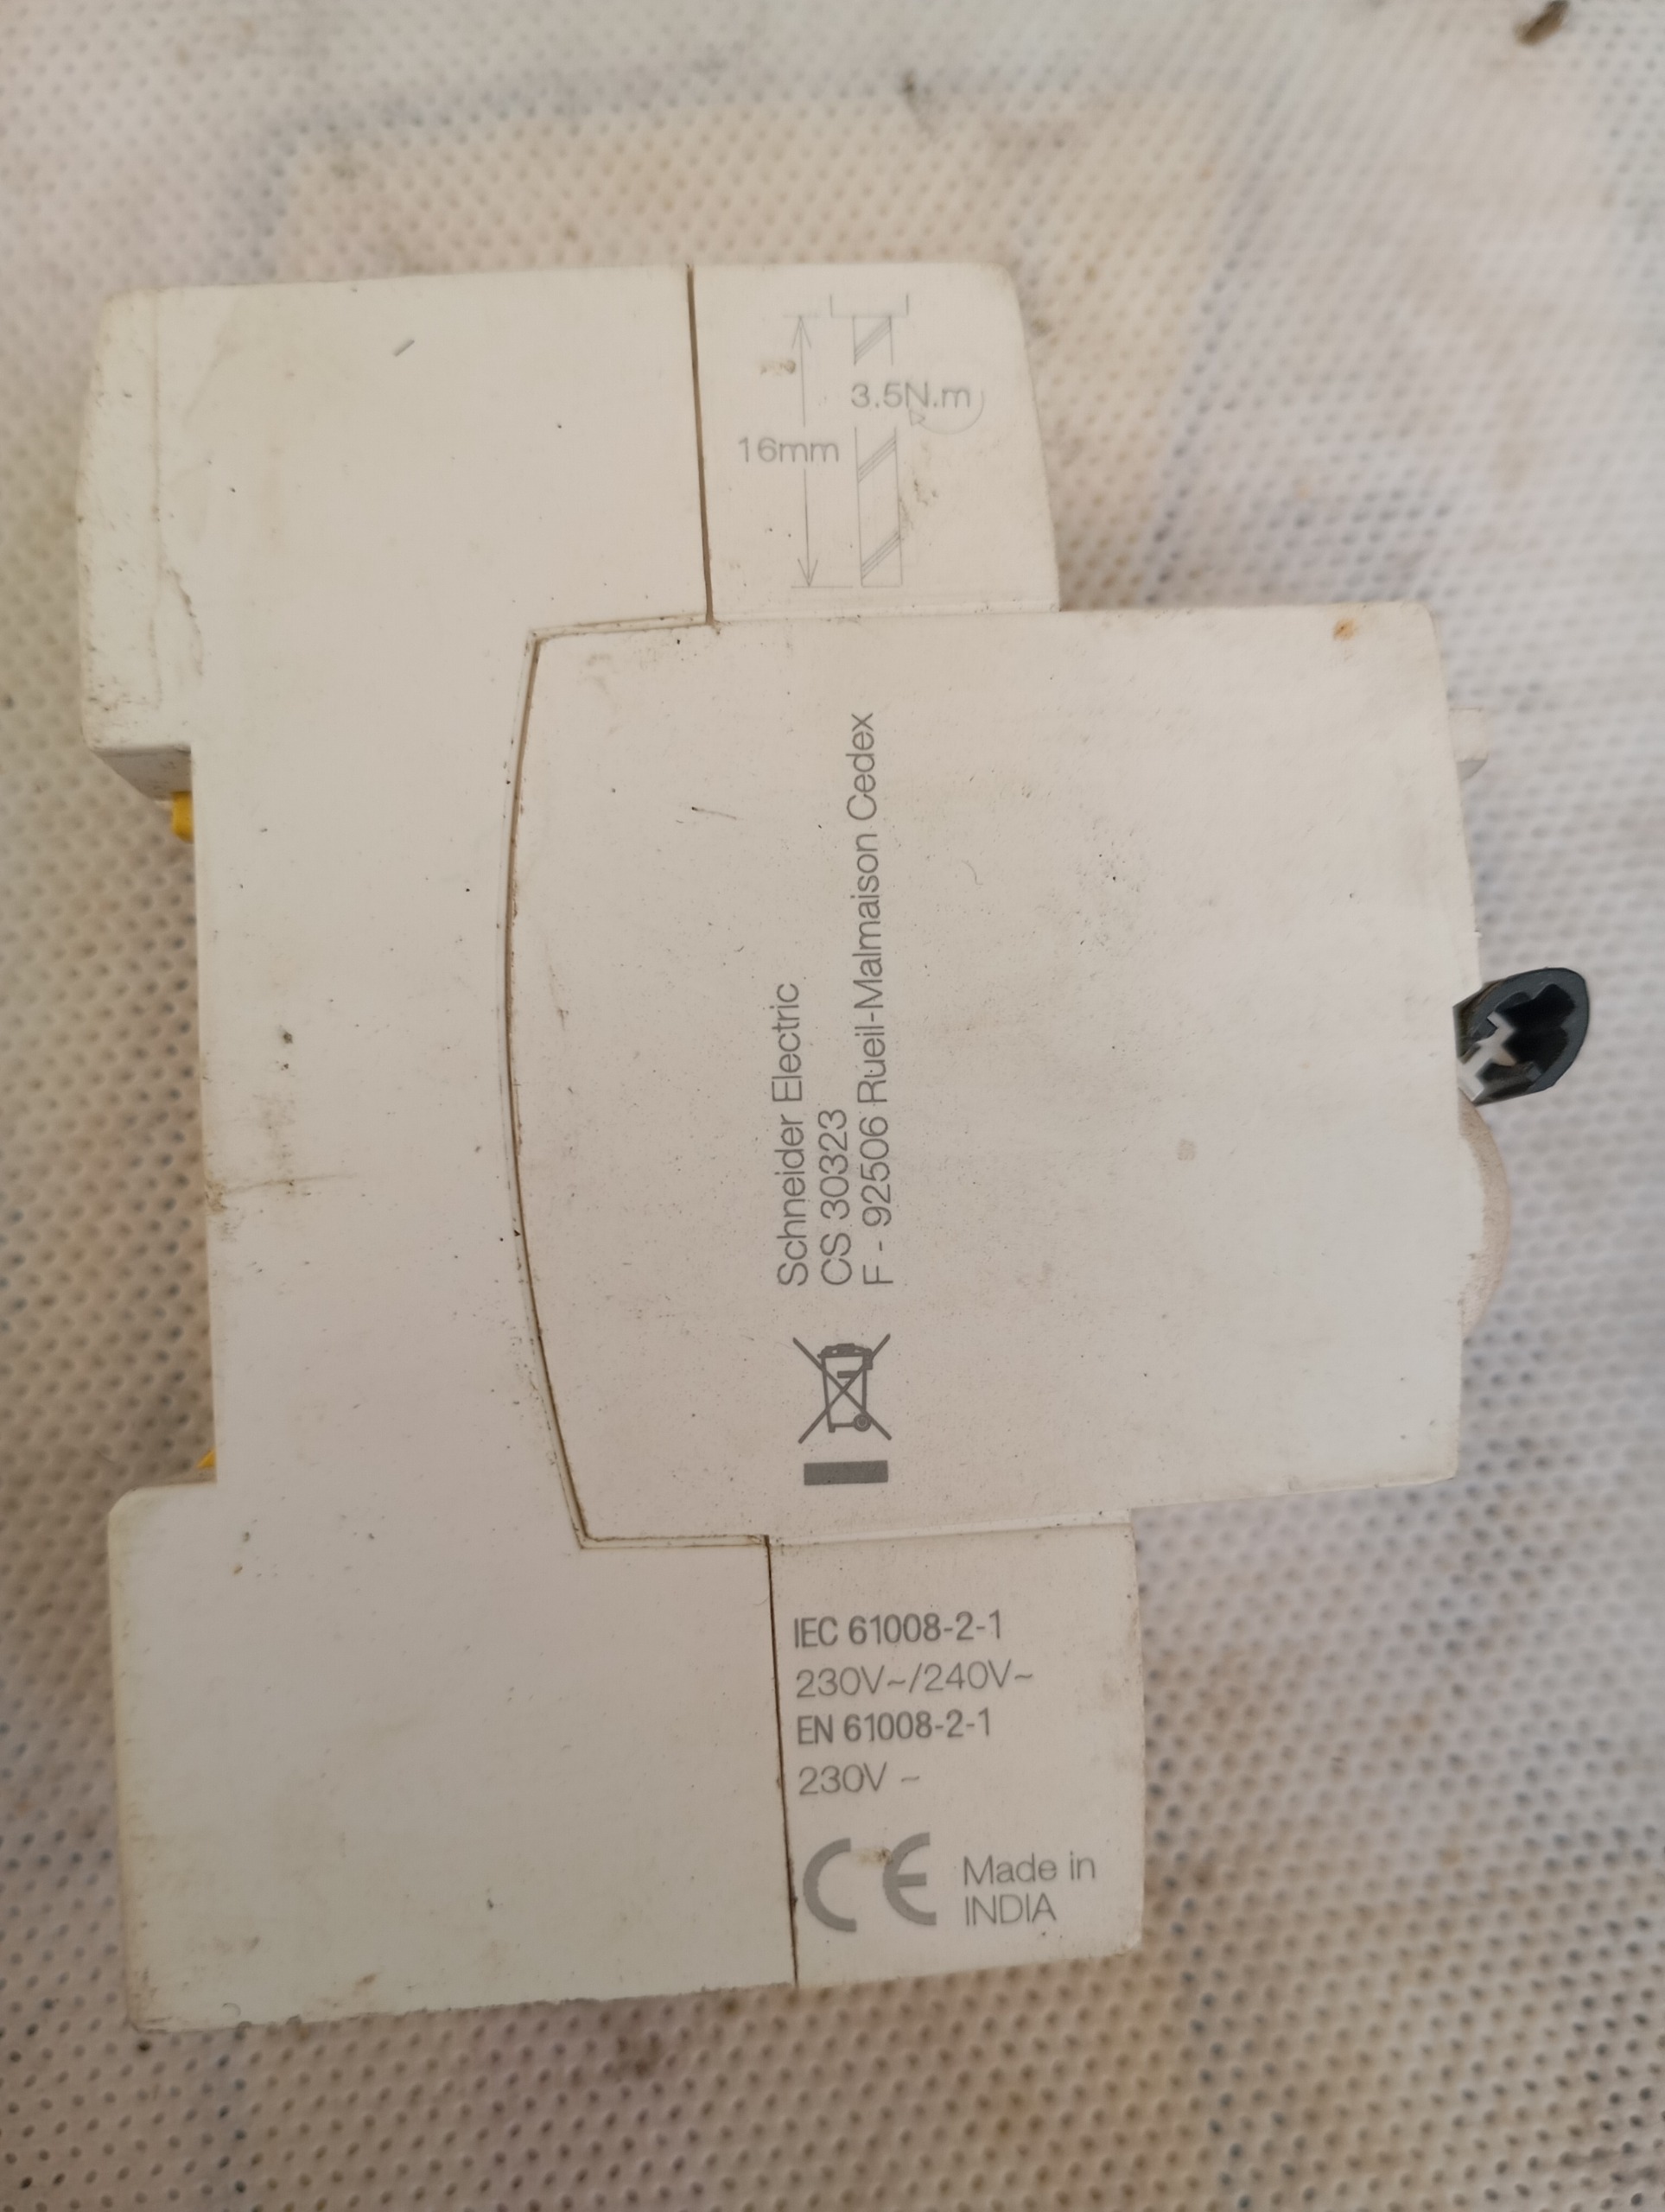 3.5N.m
16mm
Schneider Electric
CS 30323
F - 92506 Rueil-Malmaison Cedex
IEC 61008-2-1
230V~/240V~
EN 61008-2-1
230V ~
CE Made in
INDIA